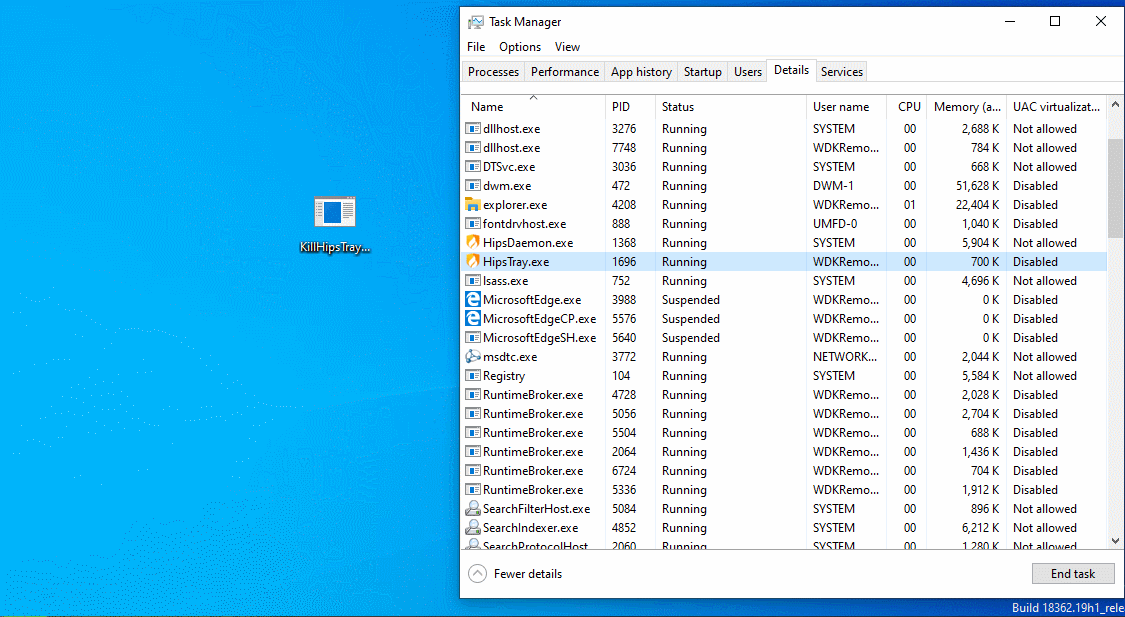 KillHipsTray...
Task Manager
File Options View
Processes Performance App history Startup Users Details Services
Name PID Status User name CPU Memory (a... UAC virtualizat...
dllhost.exe 3276 Running SYSTEM 00 2,688 K Not allowed
dllhost.exe 7748 Running WDKRemo... 00 784 K Not allowed
DTSvc.exe 3036 Running SYSTEM 00 668 K Not allowed
dwm.exe 472 Running DWM-1 00 51,628 K Disabled
explorer.exe 4208 Running WDKRemo... 01 22,404 K Disabled
fontdrvhost.exe 888 Running UMFD-0 00 1,040 K Disabled
HipsDaemon.exe 1368 Running SYSTEM 00 5,904 K Not allowed
HipsTray.exe 1696 Running WDKRemo... 00 700 K Disabled
lsass.exe 752 Running SYSTEM 00 4,696 K Not allowed
MicrosoftEdge.exe 3988 Suspended WDKRemo... 00 0 K Disabled
MicrosoftEdgeCP.exe 5576 Suspended WDKRemo... 00 0 K Disabled
MicrosoftEdgeSH.exe 5640 Suspended WDKRemo... 00 0 K Disabled
msdtc.exe 3772 Running NETWORK... 00 2,044 K Not allowed
Registry 104 Running SYSTEM 00 5,584 K Not allowed
RuntimeBroker.exe 4728 Running WDKRemo... 00 2,028 K Disabled
RuntimeBroker.exe 5056 Running WDKRemo... 00 2,704 K Disabled
RuntimeBroker.exe 5504 Running WDKRemo... 00 688 K Disabled
RuntimeBroker.exe 2064 Running WDKRemo... 00 1,436 K Disabled
RuntimeBroker.exe 6724 Running WDKRemo... 00 704 K Disabled
RuntimeBroker.exe 5336 Running WDKRemo... 00 1,912 K Disabled
SearchFilterHost.exe 5084 Running SYSTEM 00 896 K Not allowed
SearchIndexer.exe 4852 Running SYSTEM 00 6,212 K Not allowed
SearchProtocolHost 2060 Running SYSTEM 00 1,280 K Not allowed
Fewer details End task
Build 18362.19h1_rele